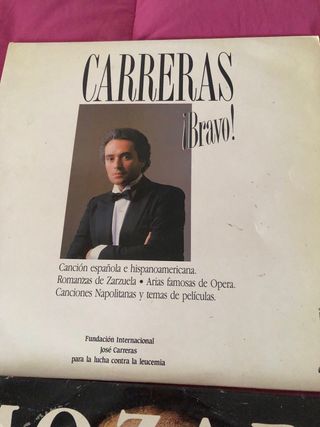 CARRERAS
¡Bravo!
Canción española e hispanoamericana.
Romanzas de Zarzuela • Arias famosas de Opera.
Canciones Napolitanas y temas de películas.
Fundación Internacional
José Carreras
para la lucha contra la leucemia